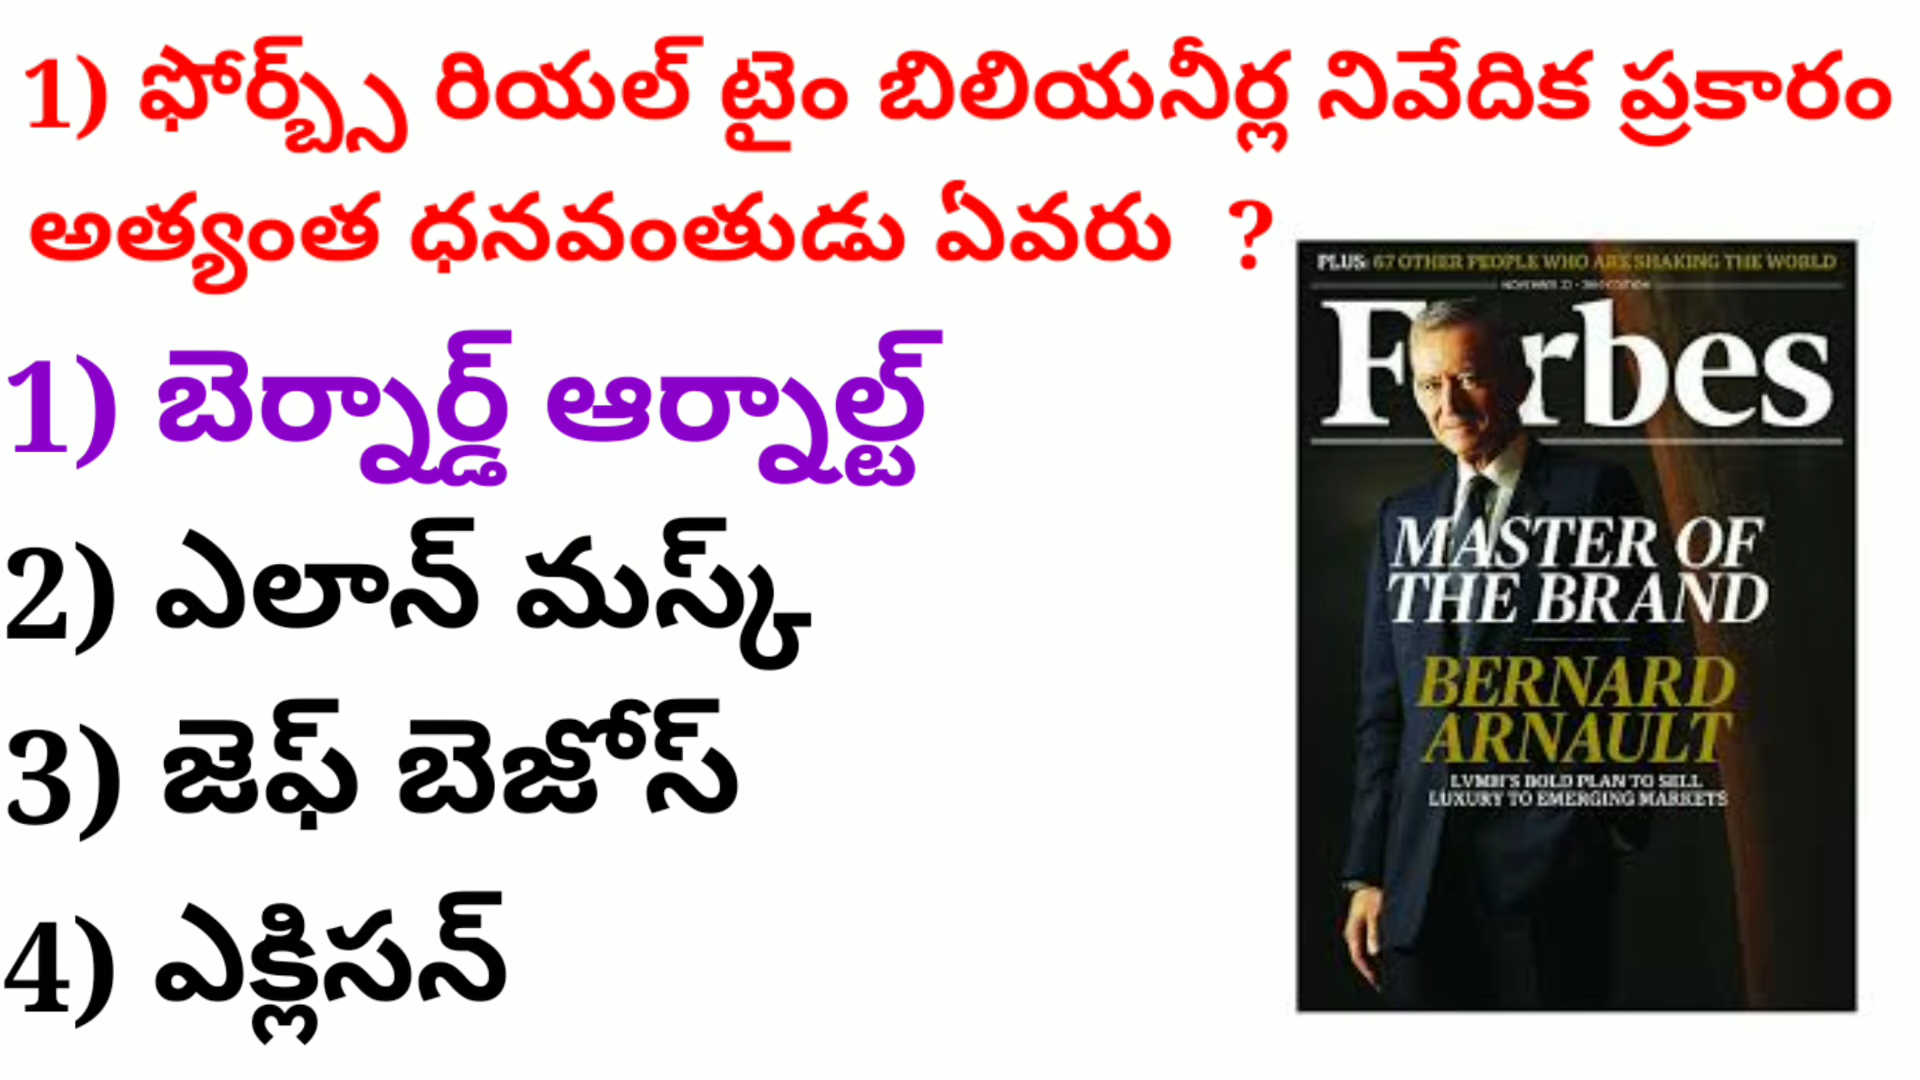 1) ఫోర్బ్స్ రియల్ టైం బిలియనీర్ల నివేదిక ప్రకారం
అత్యంత ధనవంతుడు ఏవరు ?
1) బెర్నార్డ్ ఆర్నాల్ట్
2) ఎలాన్ మస్క్
3) జెఫ్ బెజోస్
4) ఎక్లిసన్
PLUS: 67 OTHER PEOPLE WHO ARE SHAKING THE WORLD
Forbes
MASTER OF
THE BRAND
BERNARD
ARNAULT
LVMH'S BOLD PLAN TO SELL
LUXURY TO EMERGING MARKETS